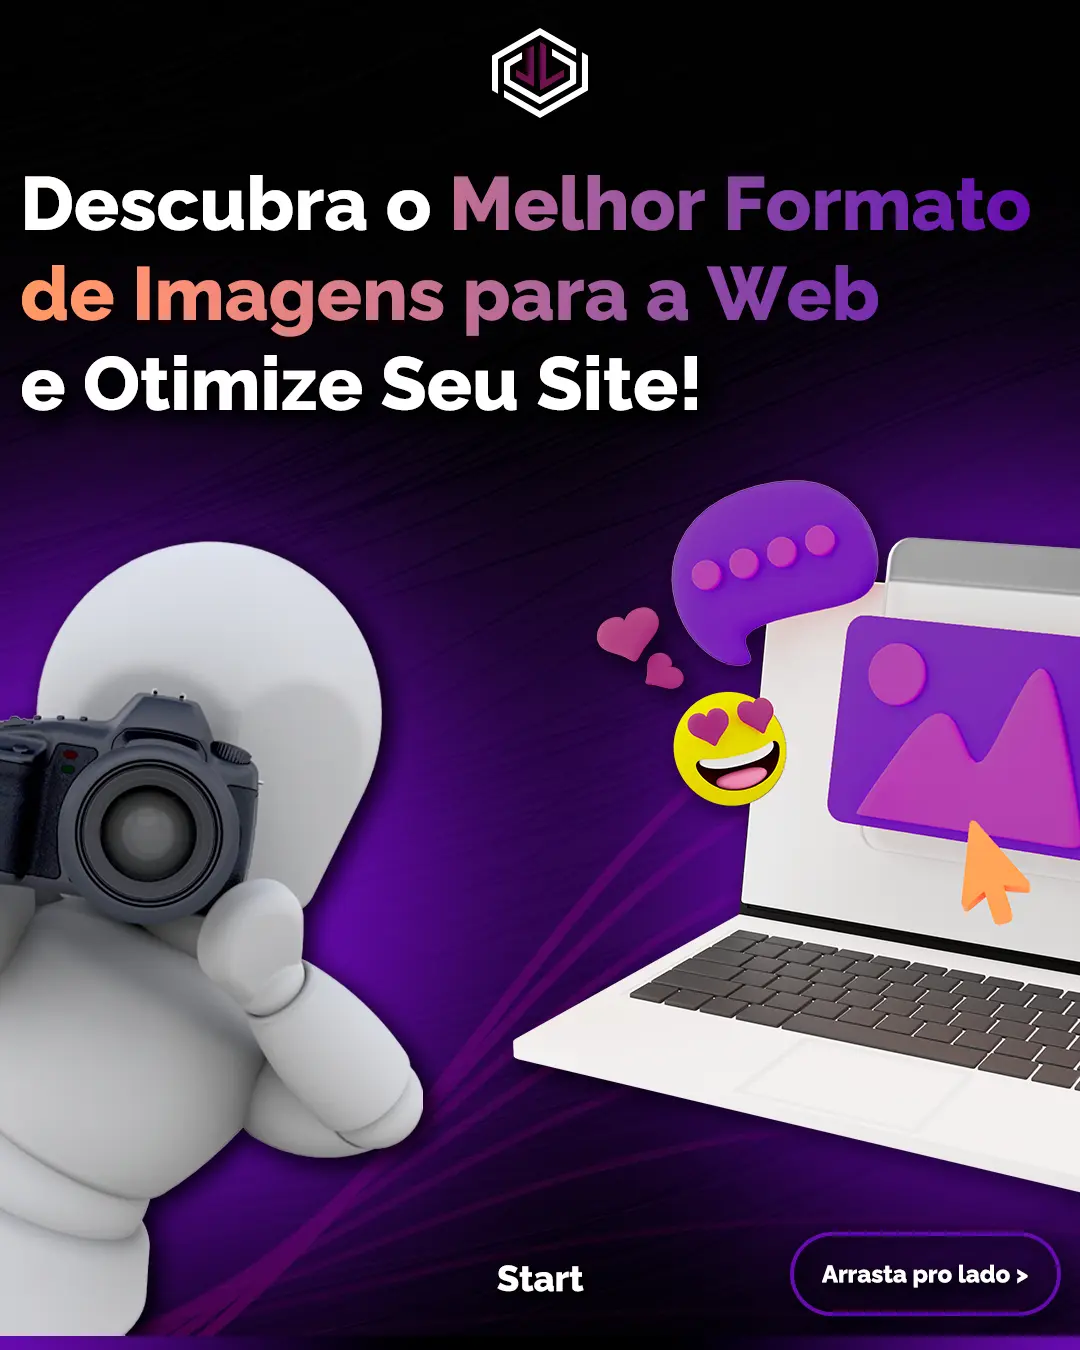 Descubra o Melhor Formato
de Imagens para a Web
e Otimize Seu Site!
Start
Arrasta pro lado >